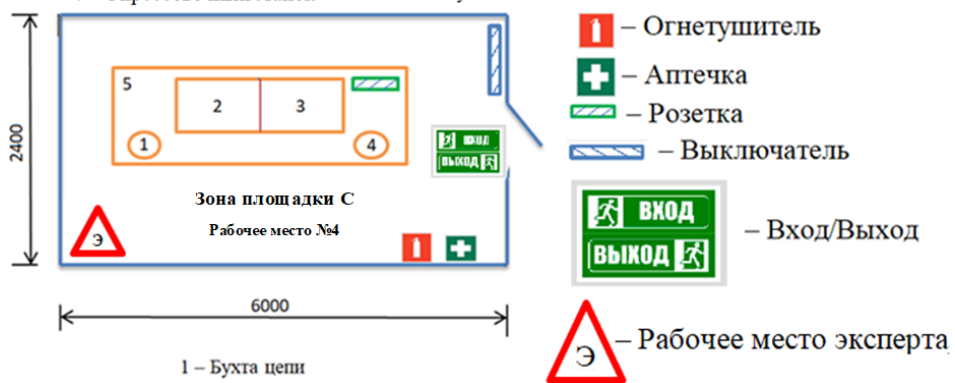 2400
5
2
3
1
4
ВХОД
ВЫХОД
Зона площадки С
Рабочее место №4
Э
6000
1 – Бухта цепи
– Огнетушитель
– Аптечка
– Розетка
– Выключатель
ВХОД
ВЫХОД
– Вход/Выход
Э
– Рабочее место эксперта